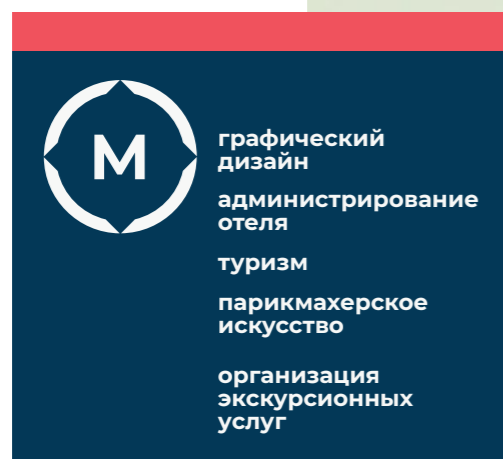 М
графический
дизайн
администрирование
отеля
туризм
парикмахерское
искусство
организация
экскурсионных
услуг